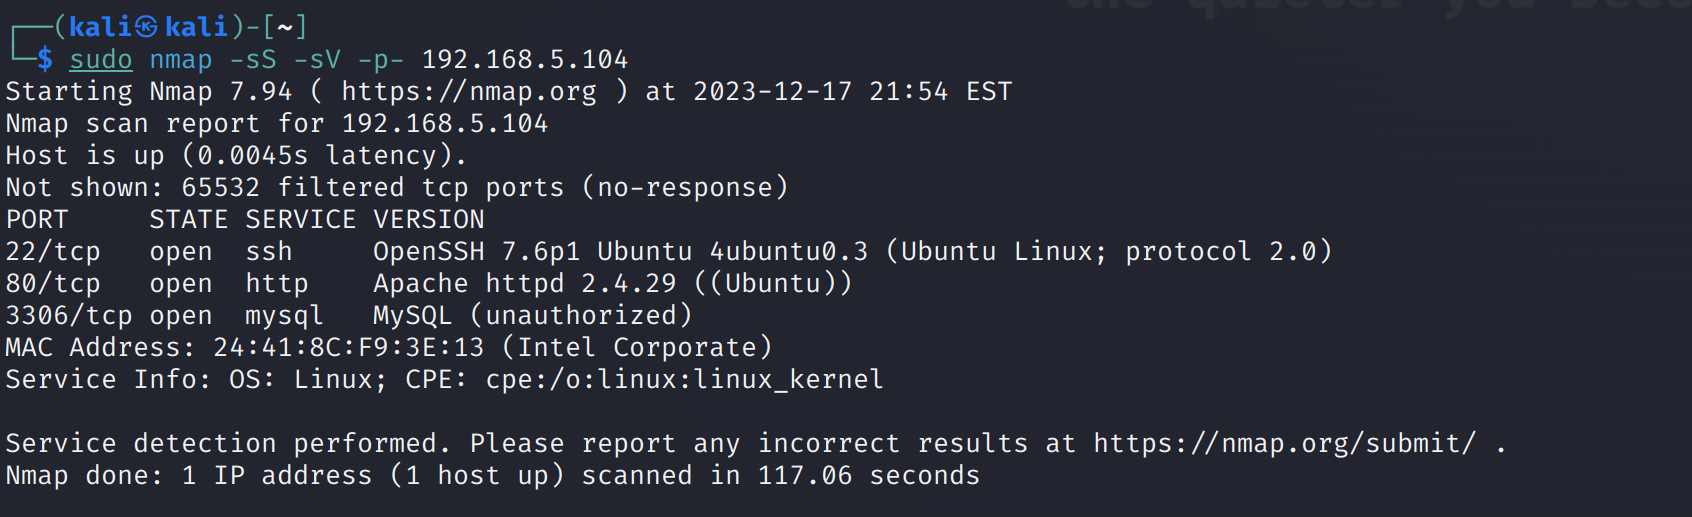 the quieter you beco
┌──(kali㉿kali)-[~]
└─$ sudo nmap -sS -sV -p- 192.168.5.104
Starting Nmap 7.94 ( https://nmap.org ) at 2023-12-17 21:54 EST
Nmap scan report for 192.168.5.104
Host is up (0.0045s latency).
Not shown: 65532 filtered tcp ports (no-response)
PORT     STATE SERVICE VERSION
22/tcp   open  ssh     OpenSSH 7.6p1 Ubuntu 4ubuntu0.3 (Ubuntu Linux; protocol 2.0)
80/tcp   open  http    Apache httpd 2.4.29 ((Ubuntu))
3306/tcp open  mysql   MySQL (unauthorized)
MAC Address: 24:41:8C:F9:3E:13 (Intel Corporate)
Service Info: OS: Linux; CPE: cpe:/o:linux:linux_kernel

Service detection performed. Please report any incorrect results at https://nmap.org/submit/ .
Nmap done: 1 IP address (1 host up) scanned in 117.06 seconds